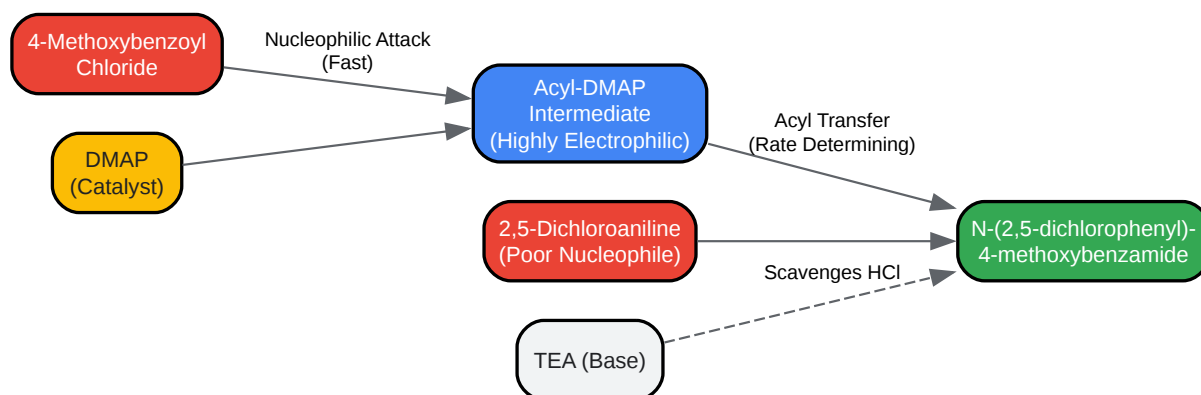 4-Methoxybenzoyl
Chloride
Nucleophilic Attack
(Fast)
DMAP
(Catalyst)
Acyl-DMAP
Intermediate
(Highly Electrophilic)
Acyl Transfer
(Rate Determining)
2,5-Dichloroaniline
(Poor Nucleophile)
N-(2,5-dichlorophenyl)-
4-methoxybenzamide
Scavenges HCl
TEA (Base)